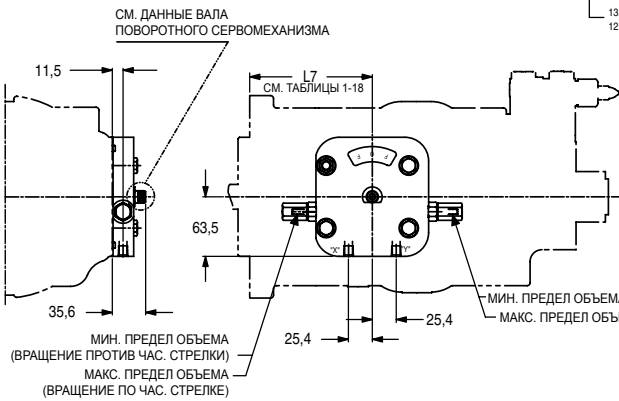 СМ. ДАННЫЕ ВАЛА
ПОВОРОТНОГО СЕРВОМЕХАНИЗМА
13
12
11,5
L7
СМ. ТАБЛИЦЫ 1-18
P 0 P
63,5
"X"
"Y"
35,6
25,4
25,4
МИН. ПРЕДЕЛ ОБЪЕМА
МАКС. ПРЕДЕЛ
МИН. ПРЕДЕЛ ОБЪЕМА
(ВРАЩЕНИЕ ПРОТИВ ЧАС. СТРЕЛКИ)
МАКС. ПРЕДЕЛ ОБЪЕМА
(ВРАЩЕНИЕ ПО ЧАС. СТРЕЛКЕ)